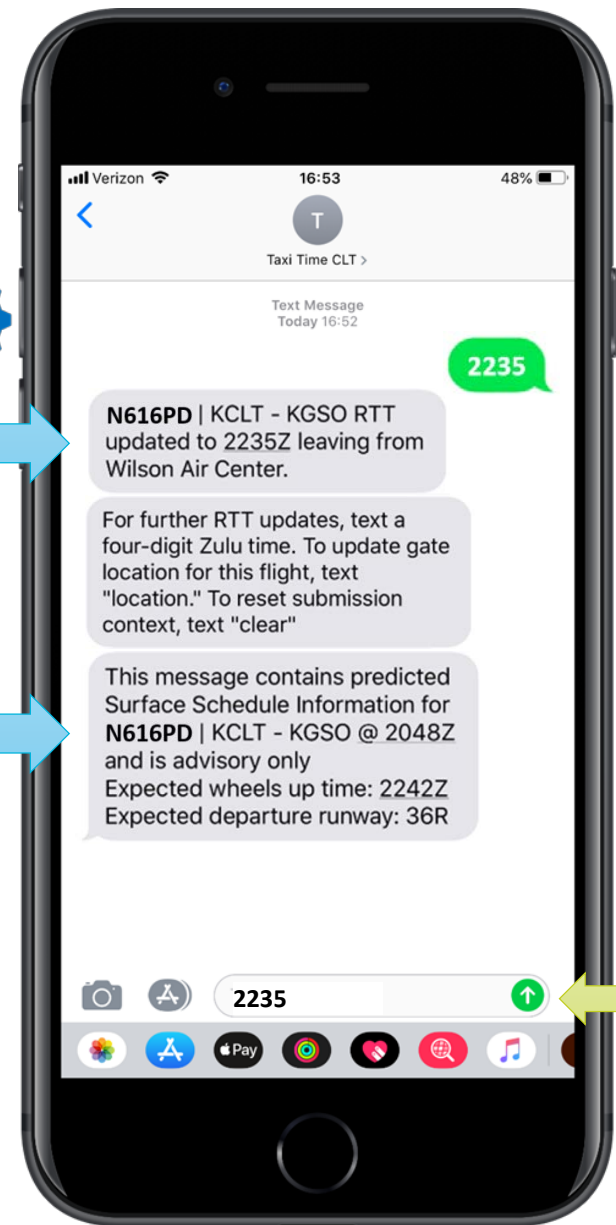 Verizon
16:53
48%
T
Taxi Time CLT >
Text Message
Today 16:52
2235
N616PD | KCLT - KGSO RTT
updated to 2235Z leaving from
Wilson Air Center.
For further RTT updates, text a
four-digit Zulu time. To update gate
location for this flight, text
"location." To reset submission
context, text "clear"
This message contains predicted
Surface Schedule Information for
N616PD | KCLT - KGSO @ 2048Z
and is advisory only
Expected wheels up time: 2242Z
Expected departure runway: 36R
2235
Pay